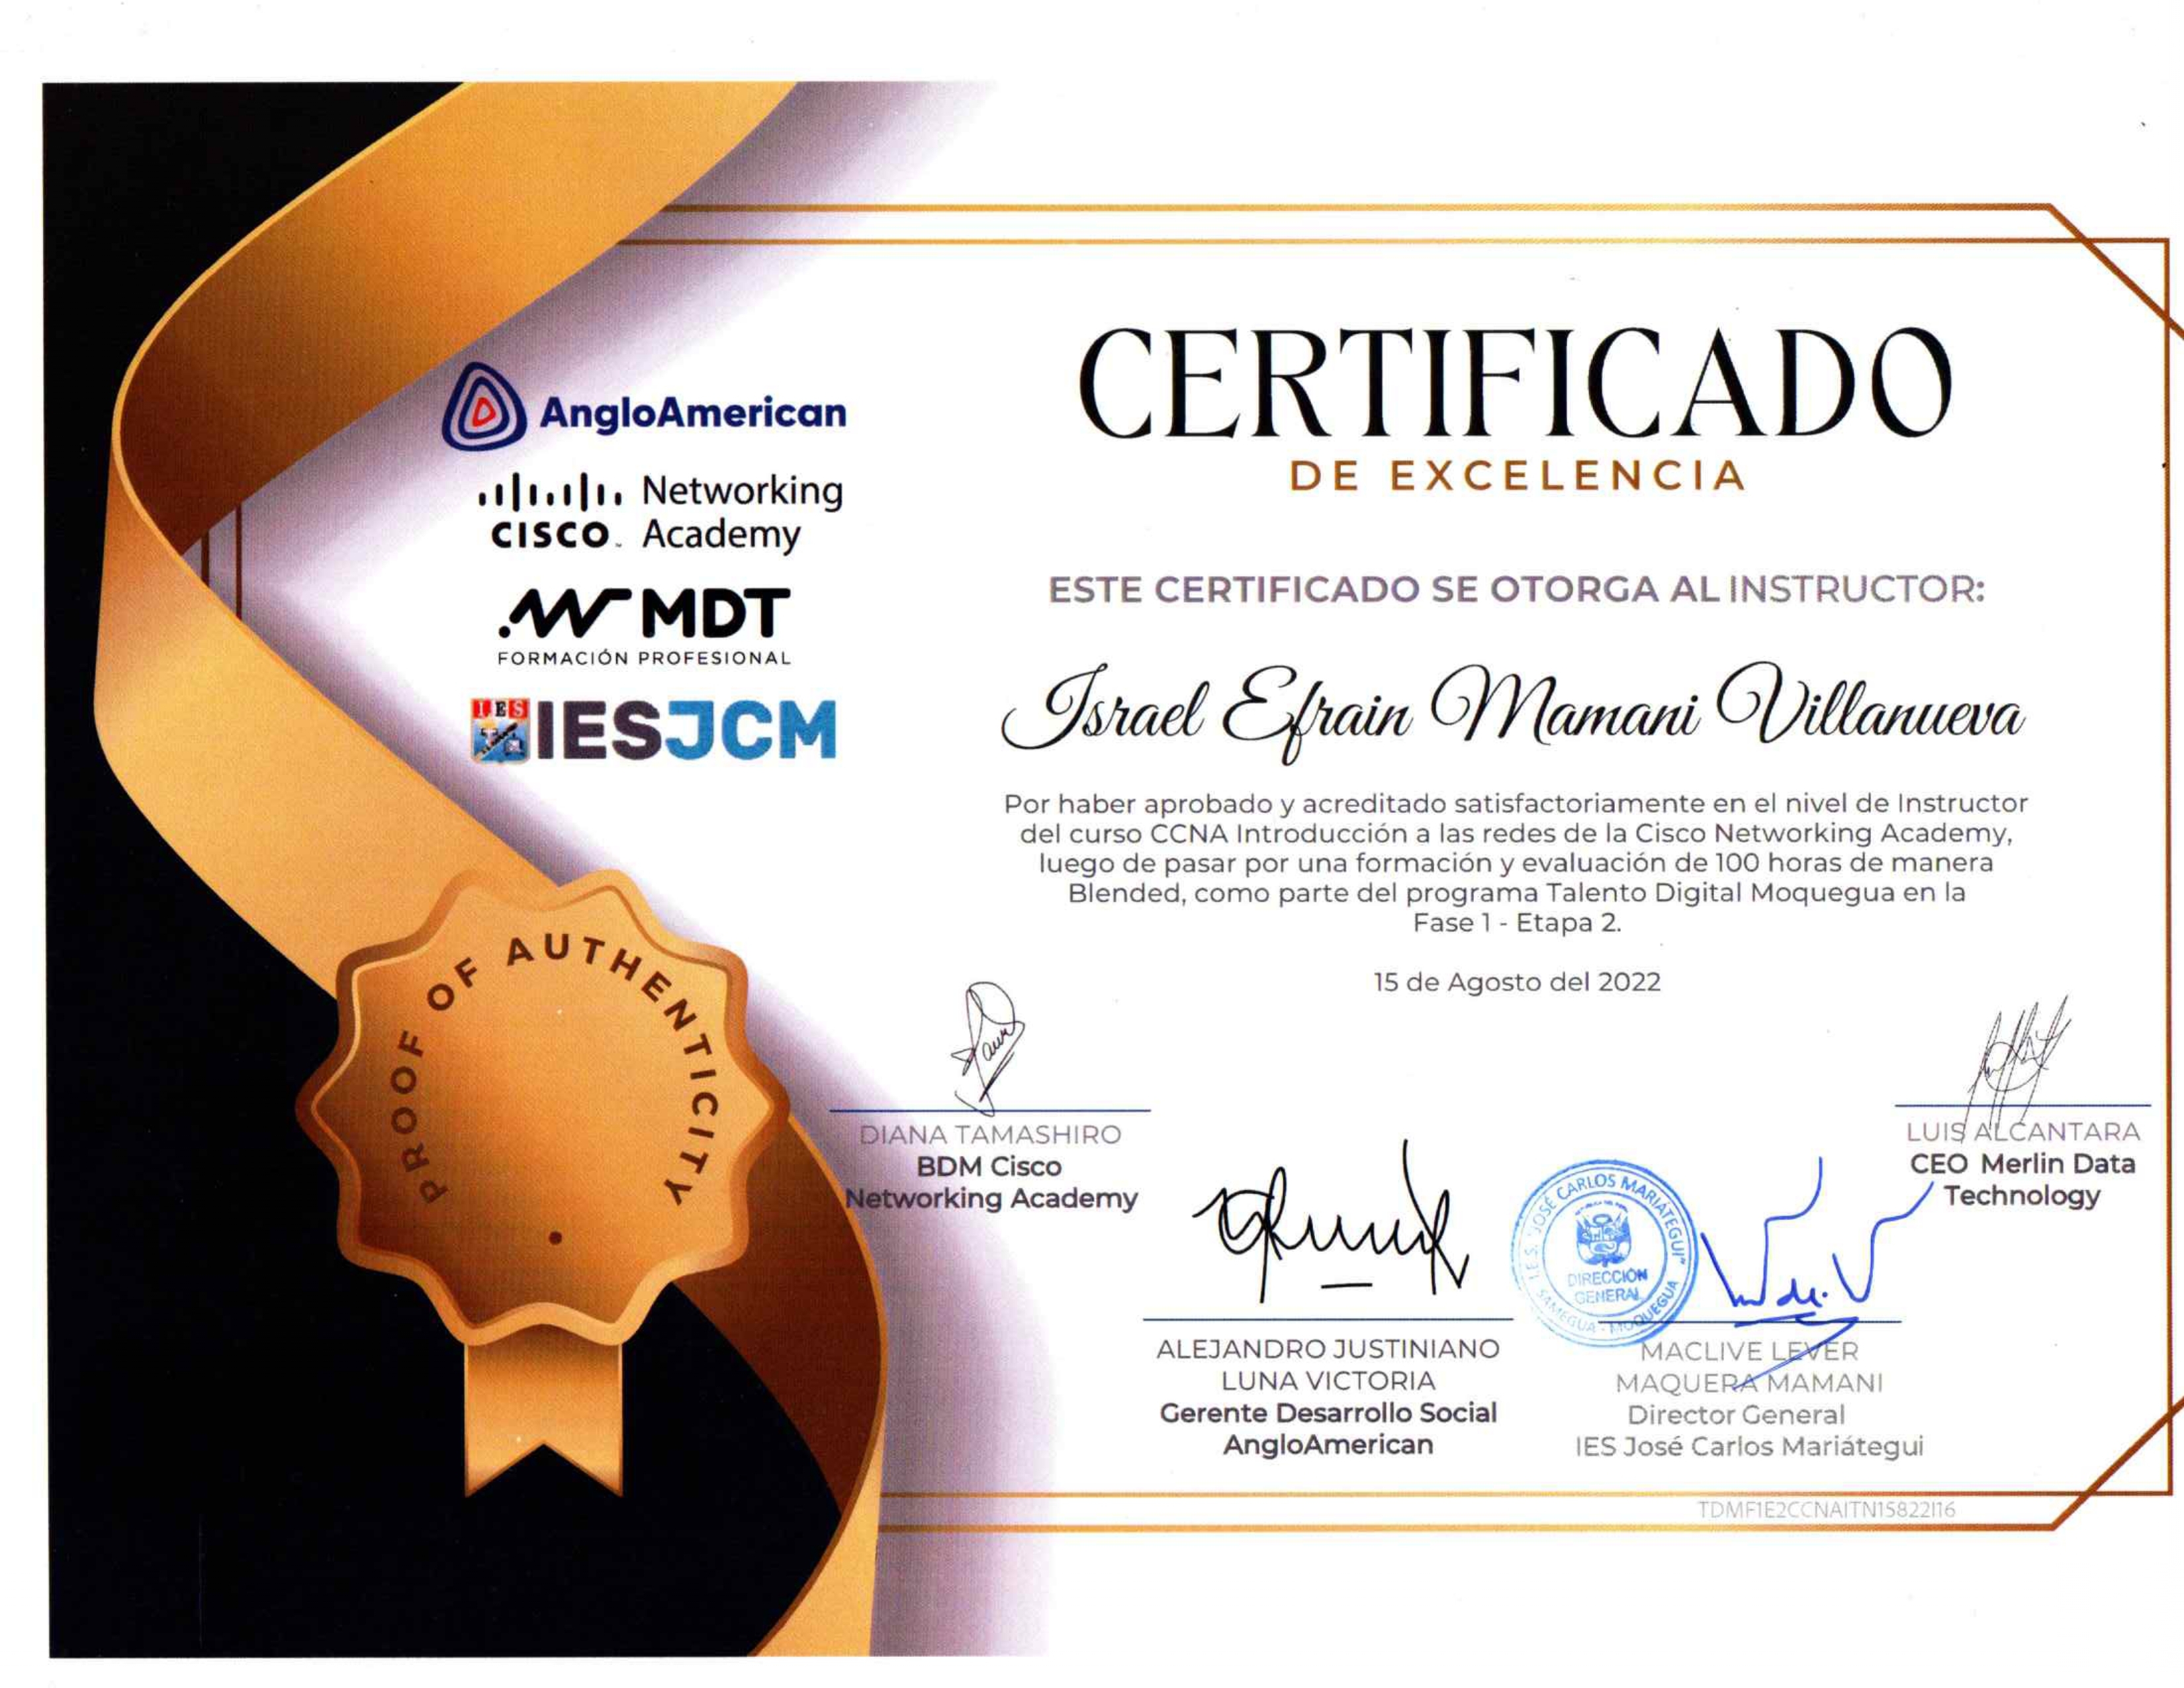 AngloAmerican
CISCO Networking Academy
MDT
FORMACIÓN PROFESIONAL
IES
IESJCM
CERTIFICADO
DE EXCELENCIA
ESTE CERTIFICADO SE OTORGA AL INSTRUCTOR:
Israel Efrain Mamani Villanueva
Por haber aprobado y acreditado satisfactoriamente en el nivel de Instructor
del curso CCNA Introducción a las redes de la Cisco Networking Academy,
luego de pasar por una formación y evaluación de 100 horas de manera
Blended, como parte del programa Talento Digital Moquegua en la
Fase 1 - Etapa 2.
15 de Agosto del 2022
PROOF OF AUTHENTICITY
DIANA TAMASHIRO
BDM Cisco
Networking Academy
LUIS ALCANTARA
CEO Merlin Data
Technology
ALEJANDRO JUSTINIANO
LUNA VICTORIA
Gerente Desarrollo Social
AngloAmerican
I.E.S. "JOSÉ CARLOS MARIATEGUI"
DIRECCIÓN
GENERAL
SAMEGUA - MOQUEGUA
MACLIVE LEVER
MAQUERA MAMANI
Director General
IES José Carlos Mariátegui
TDMF1E2CCNAITN15822I16